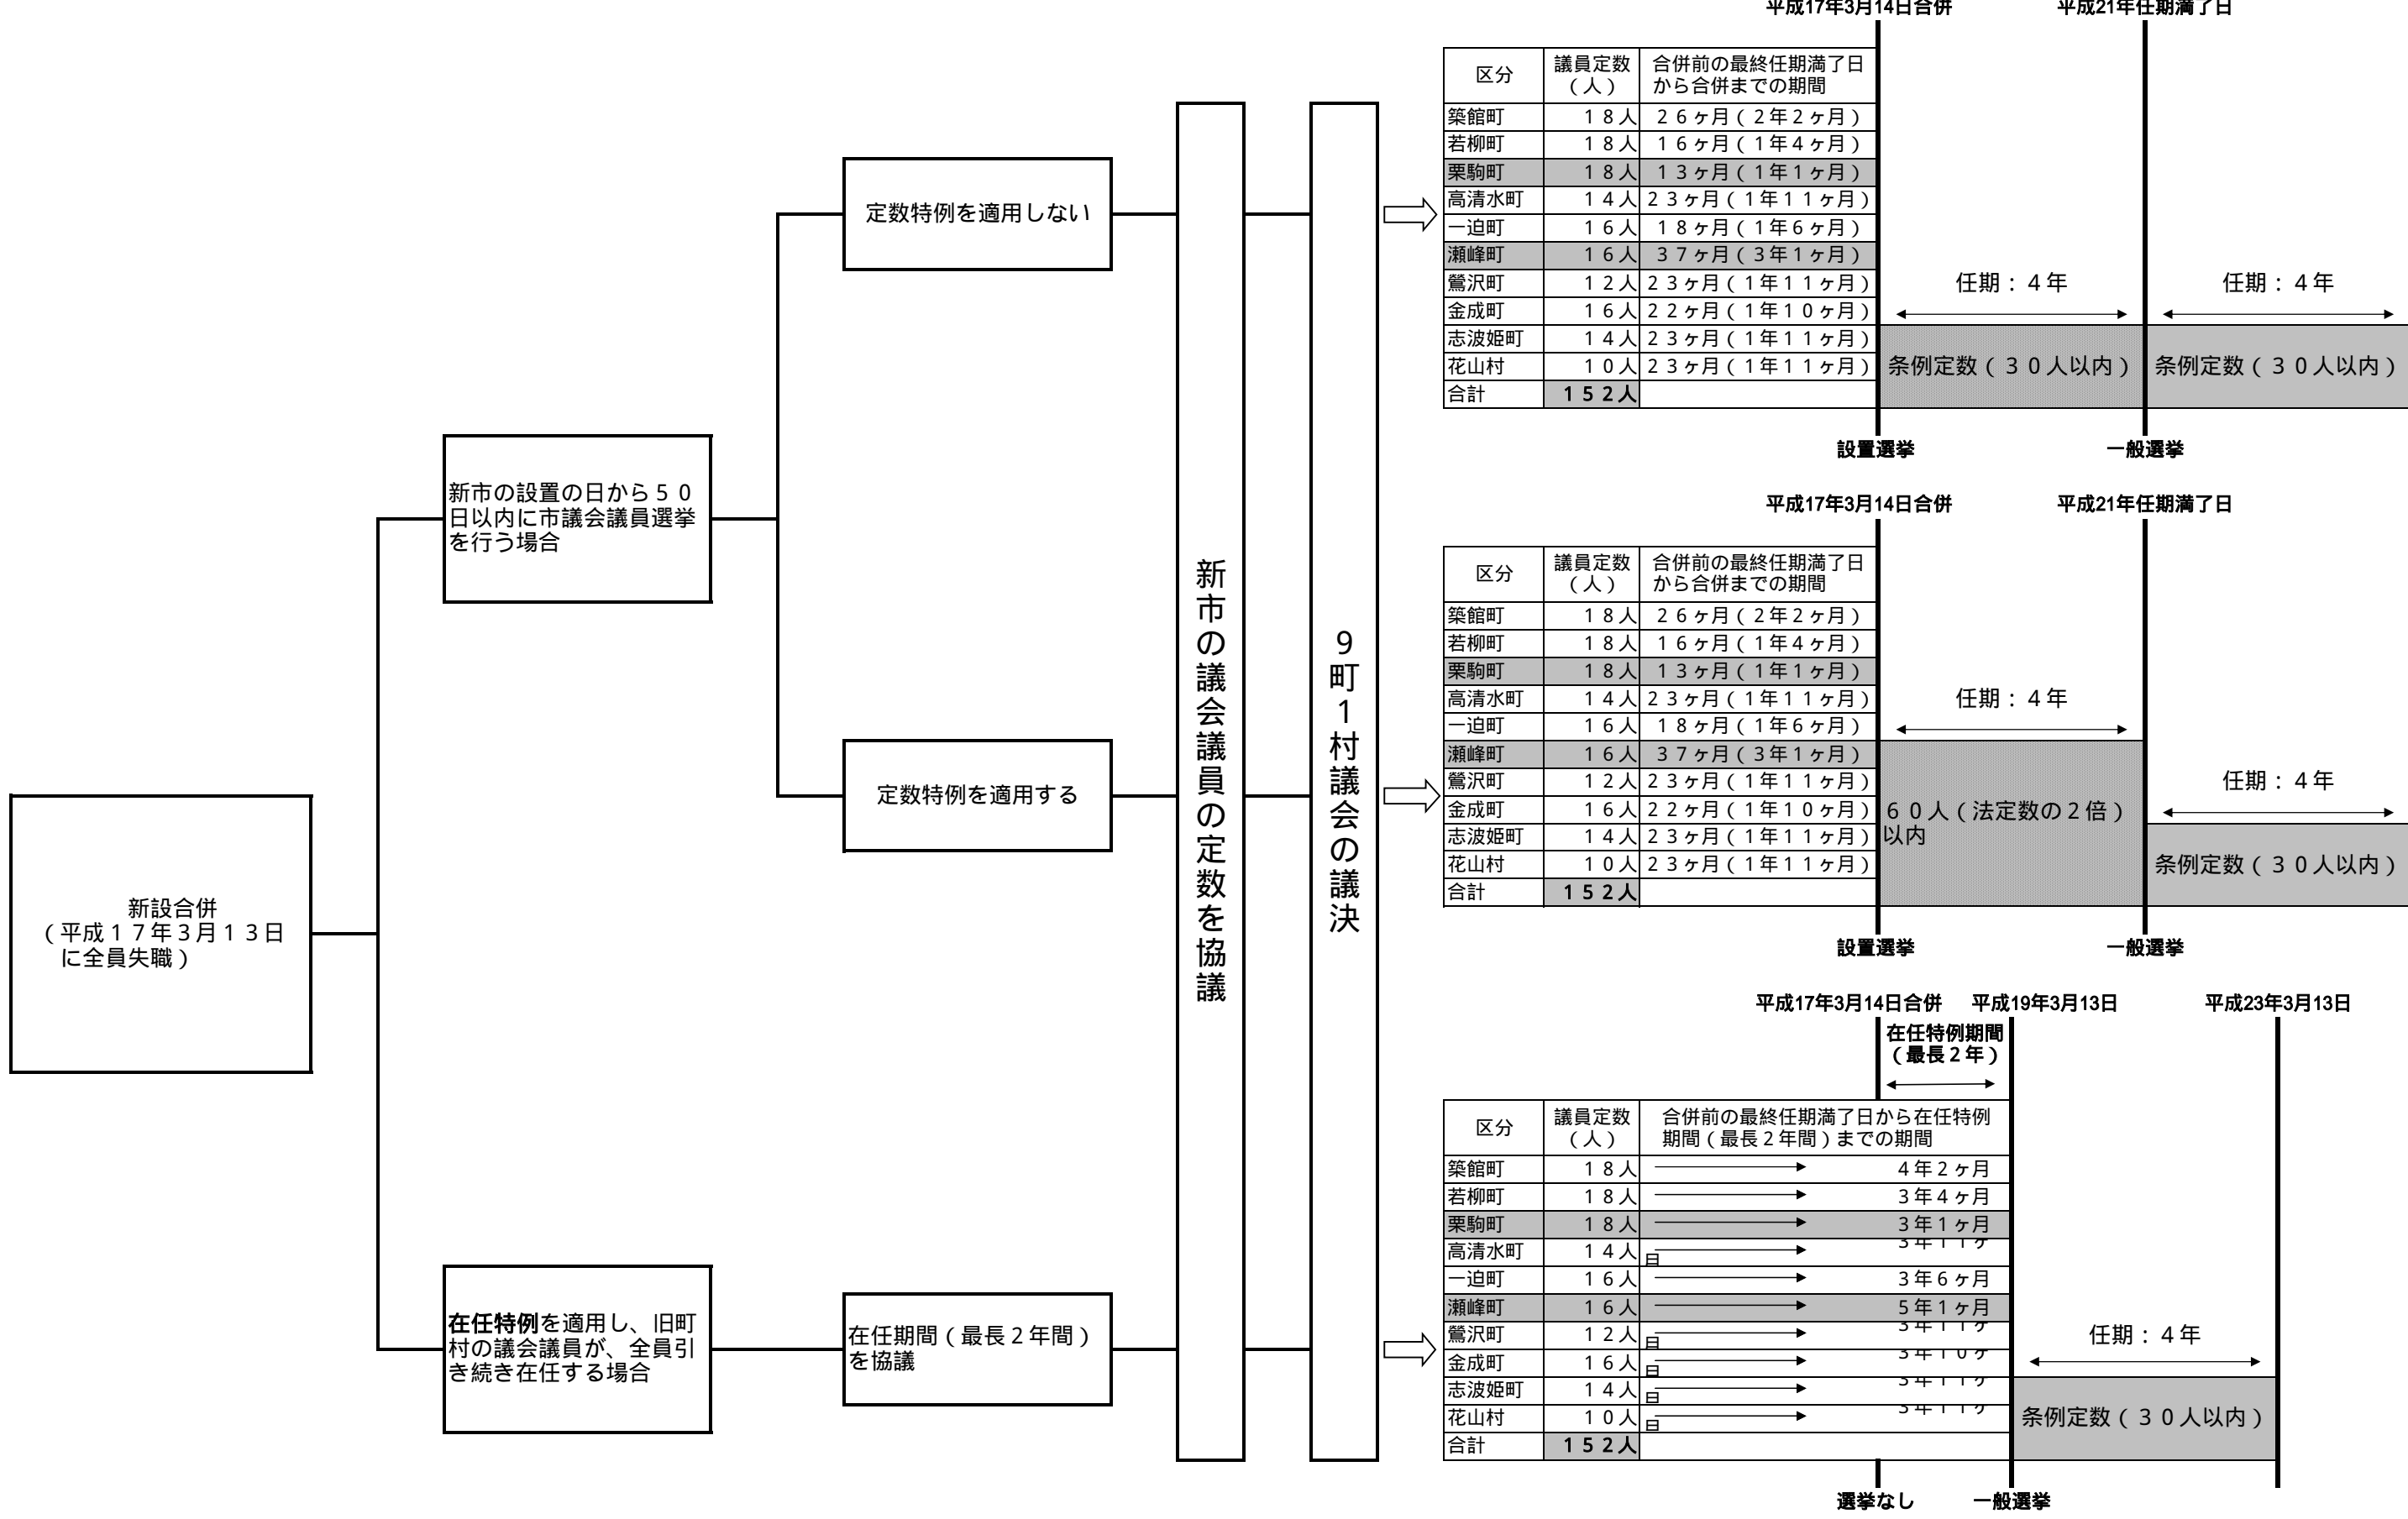 新設合併
（平成１７年３月１３日
に全員失職）
新市の設置の日から５０
日以内に市議会議員選挙
を行う場合
在任特例を適用し、旧町
村の議会議員が、全員引
き続き在任する場合
定数特例を適用しない
定数特例を適用する
在任期間（最長２年間）
を協議
新市の議会議員の定数を協議
９町１村議会の議決
平成17年3月14日合併 平成21年任期満了日
区分 議員定数（人） 合併前の最終任期満了日から合併までの期間
築館町 １８人 ２６ヶ月（２年２ヶ月）
若柳町 １８人 １６ヶ月（１年４ヶ月）
栗駒町 １８人 １３ヶ月（１年１ヶ月）
高清水町 １４人 ２３ヶ月（１年１１ヶ月）
一迫町 １６人 １８ヶ月（１年６ヶ月）
瀬峰町 １６人 ３７ヶ月（３年１ヶ月）
鶯沢町 １２人 ２３ヶ月（１年１１ヶ月）
金成町 １６人 ２２ヶ月（１年１０ヶ月）
志波姫町 １４人 ２３ヶ月（１年１１ヶ月）
花山村 １０人 ２３ヶ月（１年１１ヶ月）
合計 １５２人
任期：４年 任期：４年
条例定数（３０人以内） 条例定数（３０人以内）
設置選挙 一般選挙
平成17年3月14日合併 平成21年任期満了日
区分 議員定数（人） 合併前の最終任期満了日から合併までの期間
築館町 １８人 ２６ヶ月（２年２ヶ月）
若柳町 １８人 １６ヶ月（１年４ヶ月）
栗駒町 １８人 １３ヶ月（１年１ヶ月）
高清水町 １４人 ２３ヶ月（１年１１ヶ月）
一迫町 １６人 １８ヶ月（１年６ヶ月）
瀬峰町 １６人 ３７ヶ月（３年１ヶ月）
鶯沢町 １２人 ２３ヶ月（１年１１ヶ月）
金成町 １６人 ２２ヶ月（１年１０ヶ月）
志波姫町 １４人 ２３ヶ月（１年１１ヶ月）
花山村 １０人 ２３ヶ月（１年１１ヶ月）
合計 １５２人
任期：４年
６０人（法定数の２倍）
以内
任期：４年
条例定数（３０人以内）
設置選挙 一般選挙
平成17年3月14日合併 平成19年3月13日 平成23年3月13日
在任特例期間
（最長２年）
区分 議員定数（人） 合併前の最終任期満了日から在任特例期間（最長２年間）までの期間
築館町 １８人 ４年２ヶ月
若柳町 １８人 ３年４ヶ月
栗駒町 １８人 ３年１ヶ月
高清水町 １４人 ３年１１ヶ月
一迫町 １６人 ３年６ヶ月
瀬峰町 １６人 ５年１ヶ月
鶯沢町 １２人 ３年１１ヶ月
金成町 １６人 ３年１０ヶ月
志波姫町 １４人 ３年１１ヶ月
花山村 １０人 ３年１１ヶ月
合計 １５２人
任期：４年
条例定数（３０人以内）
選挙なし 一般選挙